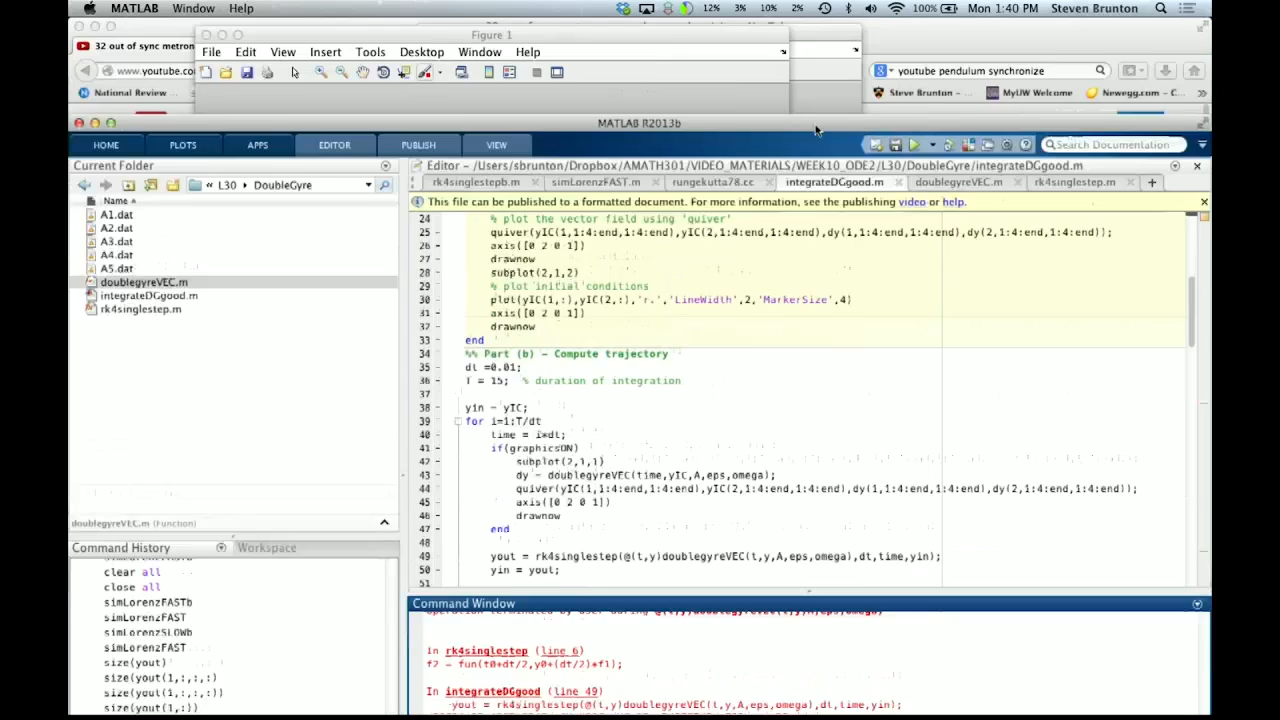 MATLAB Window Help 12% 3% 10% 2% 100% Mon 1:40 PM Steven Brunton
32 out of sync metron
Figure 1
File Edit View Insert Tools Desktop Window Help
www.youtube.co
youtube pendulum synchronize
National Review ...
Steve Brunton - ... MyUW Welcome Newegg.com - C... »
MATLAB R2013b
HOME PLOTS APPS EDITOR PUBLISH VIEW
Search Documentation
Current Folder
« L30 ▸ DoubleGyre
Name
A1.dat
A2.dat
A3.dat
A4.dat
A5.dat
doublegyreVEC.m
integrateDGgood.m
rk4singlestep.m
doublegyreVEC.m (Function)
Command History
Workspace
clear all
close all
simLorenzFASTb
simLorenzFAST
simLorenzSLOWb
simLorenzFAST
size(yout)
size(yout(1,:,:,:)
size(yout(1,:,:))
size(yout(1,:))
Editor - /Users/sbrunton/Dropbox/AMATH301/VIDEO_MATERIALS/WEEK10_ODE2/L30/DoubleGyre/integrateDGgood.m
rk4singlestepb.m simLorenzFAST.m rungekutta78.cc integrateDGgood.m doublegyreVEC.m rk4singlestep.m +
This file can be published to a formatted document. For more information, see the publishing video or help.
24 % plot the vector field using 'quiver'
25 quiver(yIC(1,1:4:end,1:4:end),yIC(2,1:4:end,1:4:end),dy(1,1:4:end,1:4:end),dy(2,1:4:end,1:4:end));
26 axis([0 2 0 1])
27 drawnow
28 subplot(2,1,2)
29 % plot initial conditions
30 plot(yIC(1,:),yIC(2,:),'r.','LineWidth',2,'MarkerSize',4)
31 axis([0 2 0 1])
32 drawnow
33 end
34 %% Part (b) - Compute trajectory
35 dt =0.01;
36 T = 15; % duration of integration
37
38 yin = yIC;
39 for i=1:T/dt
40 time = i*dt;
41 if(graphicsON)
42 subplot(2,1,1)
43 dy = doublegyreVEC(time,yIC,A,eps,omega);
44 quiver(yIC(1,1:4:end,1:4:end),yIC(2,1:4:end,1:4:end),dy(1,1:4:end,1:4:end),dy(2,1:4:end,1:4:end));
45 axis([0 2 0 1])
46 drawnow
47 end
48
49 yout = rk4singlestep(@(t,y)doublegyreVEC(t,y,A,eps,omega),dt,time,yin);
50 yin = yout;
51
Command Window
In rk4singlestep (line 6)
f2 = fun(t0+dt/2,y0+(dt/2)*f1);
In integrateDGgood (line 49)
yout = rk4singlestep(@(t,y)doublegyreVEC(t,y,A,eps,omega),dt,time,yin);